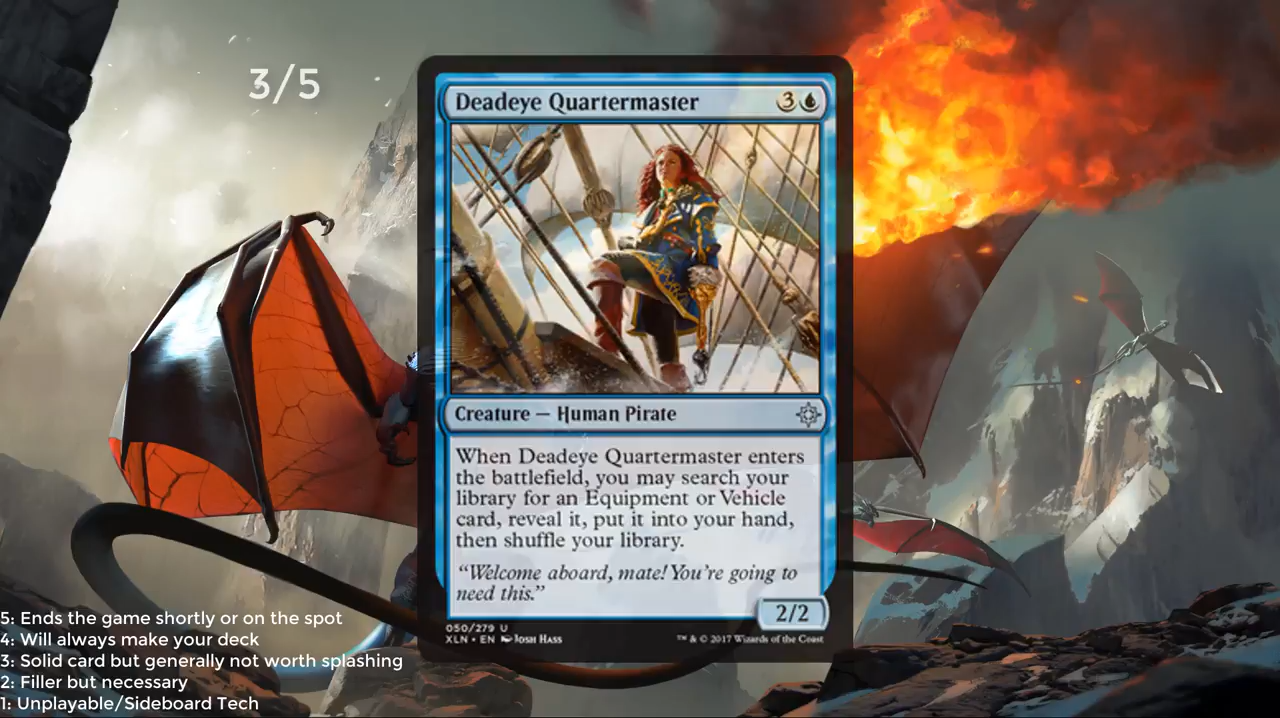 3/5
Deadeye Quartermaster 3
Creature — Human Pirate
When Deadeye Quartermaster enters
the battlefield, you may search your
library for an Equipment or Vehicle
card, reveal it, put it into your hand,
then shuffle your library.
“Welcome aboard, mate! You’re going to
need this.”
2/2
050/279 U
XLN • EN Josh Hass
™ & © 2017 Wizards of the Coast
5: Ends the game shortly or on the spot
4: Will always make your deck
3: Solid card but generally not worth splashing
2: Filler but necessary
1: Unplayable/Sideboard Tech